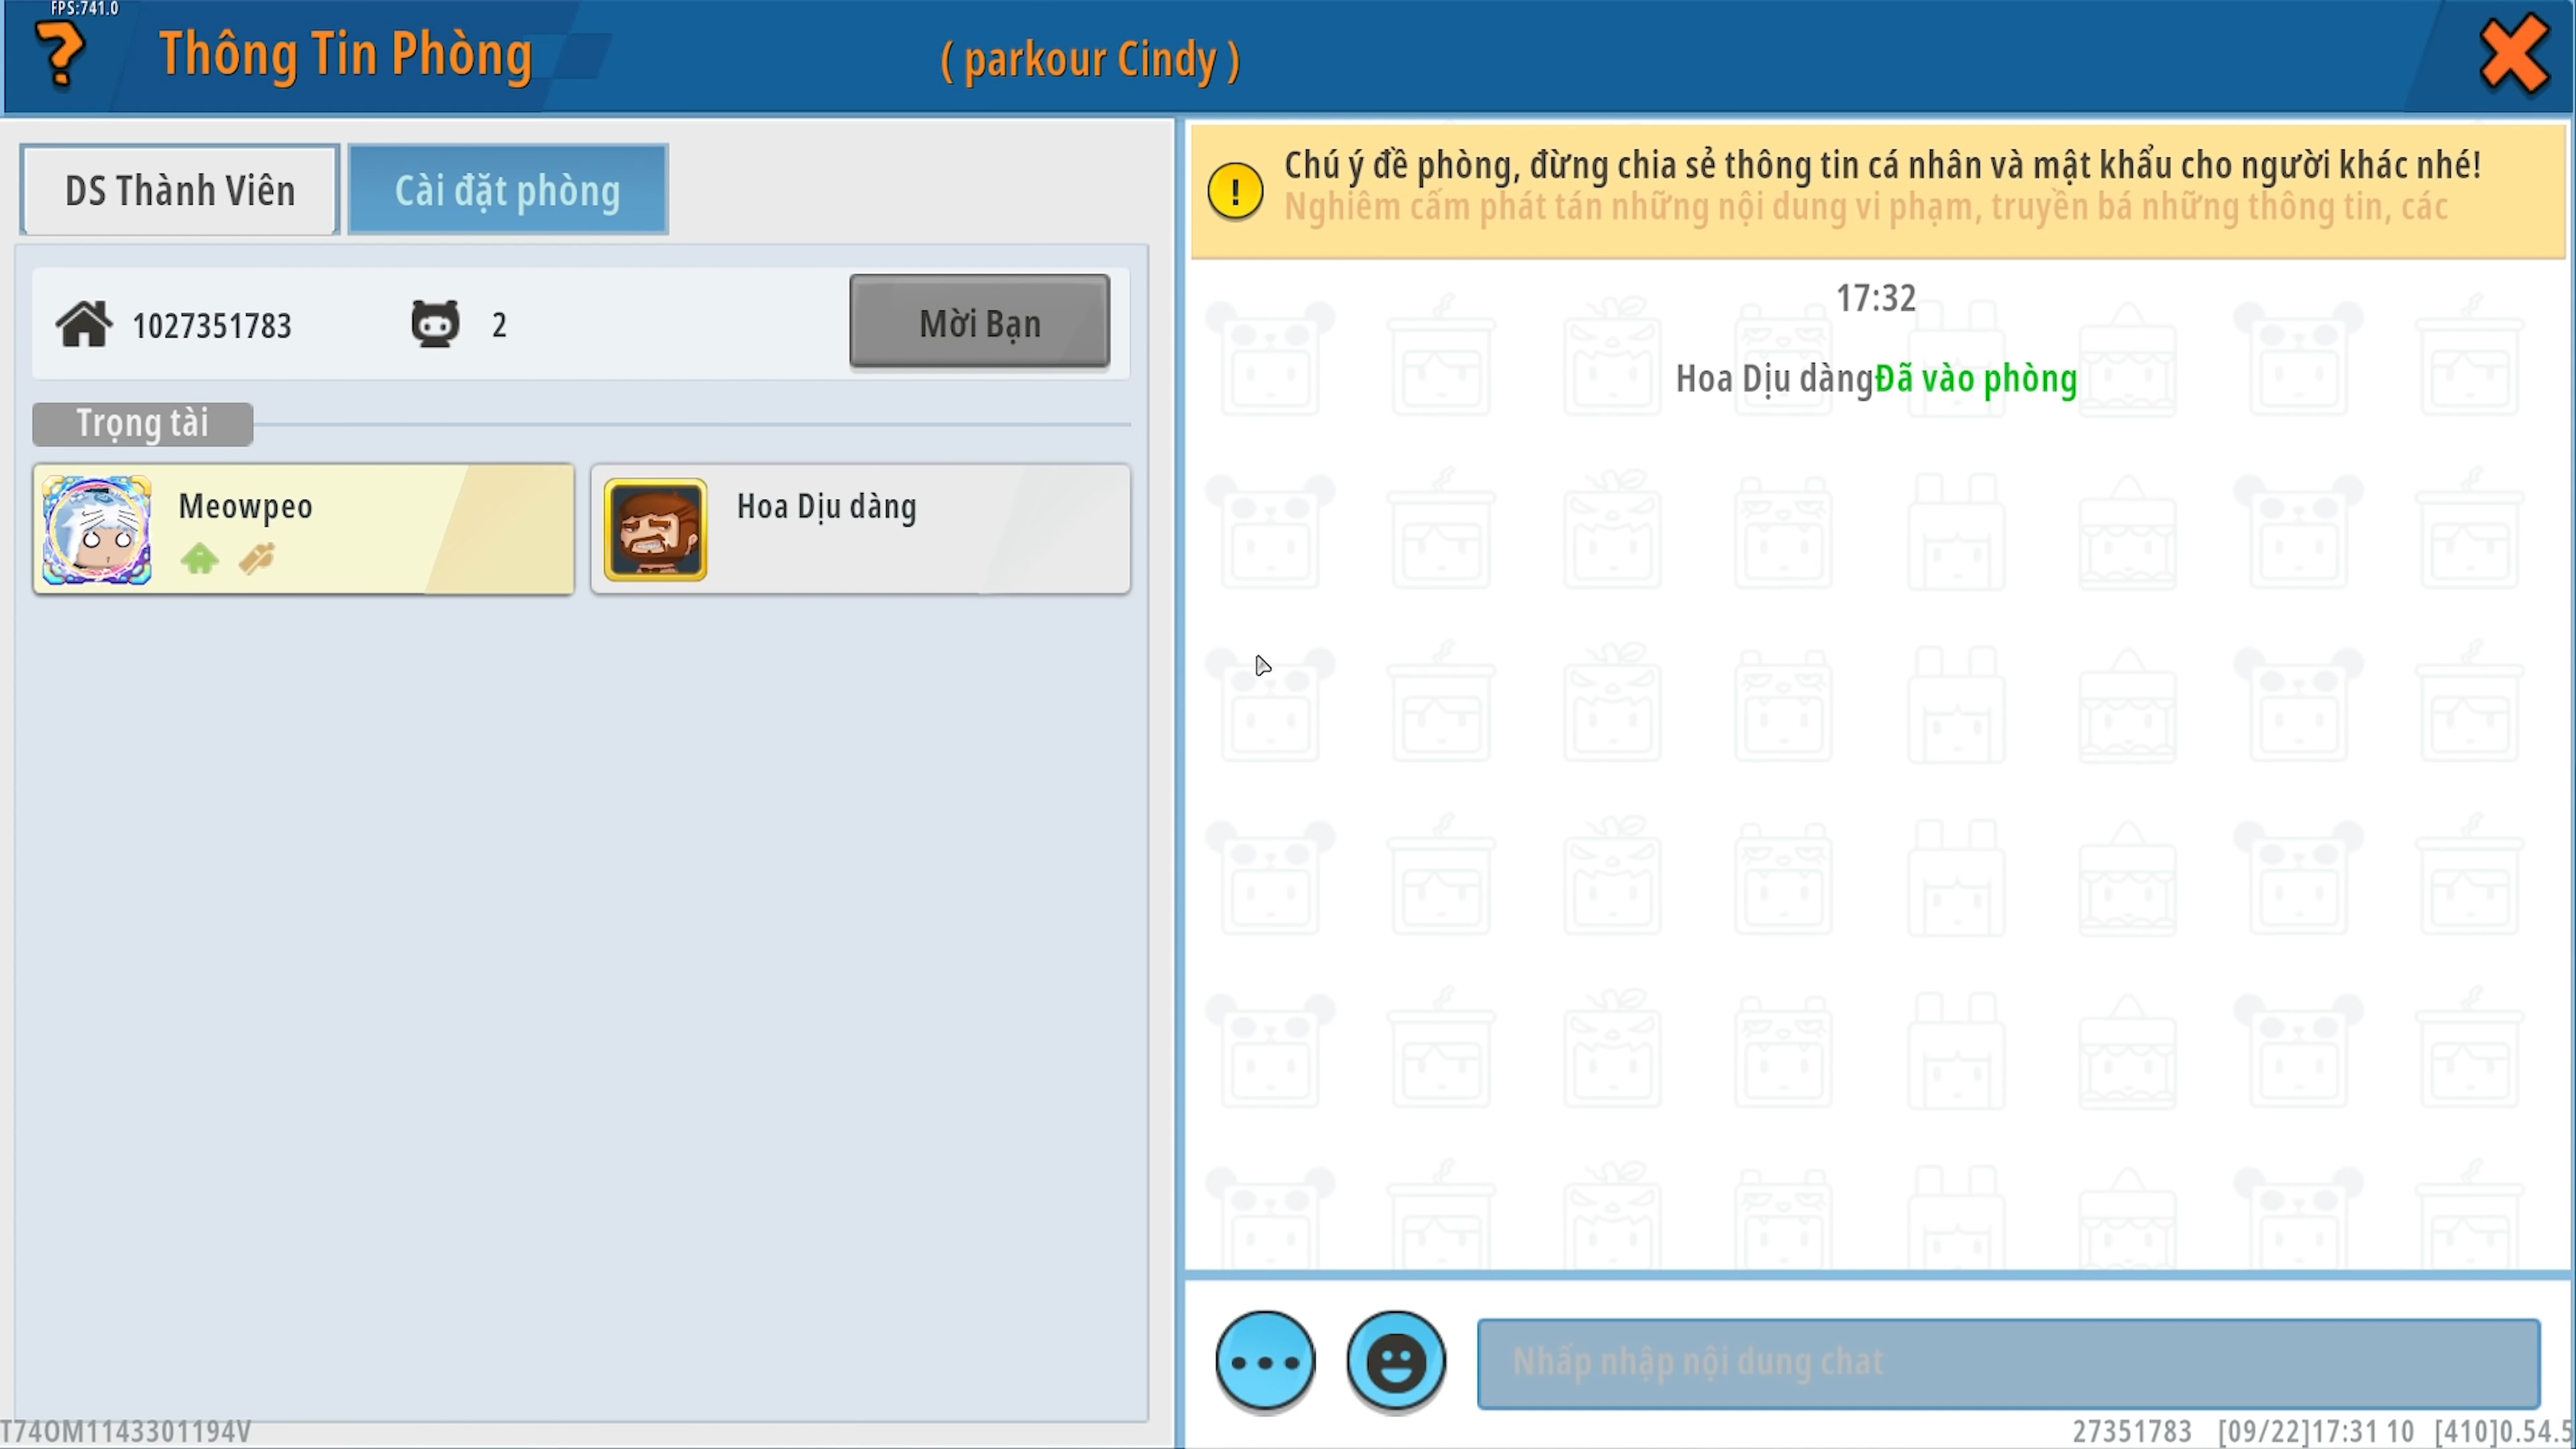 FPS:741.0
Thông Tin Phòng
( parkour Cindy )
DS Thành Viên
Cài đặt phòng
1027351783
2
Mời Bạn
Trọng tài
Meowpeo
Hoa Dịu dàng
Chú ý đề phòng, đừng chia sẻ thông tin cá nhân và mật khẩu cho người khác nhé!
Nghiêm cấm phát tán những nội dung vi phạm, truyền bá những thông tin, các
17:32
Hoa Dịu dàngĐã vào phòng
Nhấp nhập nội dung chat
T74OM1143301194V
27351783 [09/22]17:31 10 [410]0.54.5